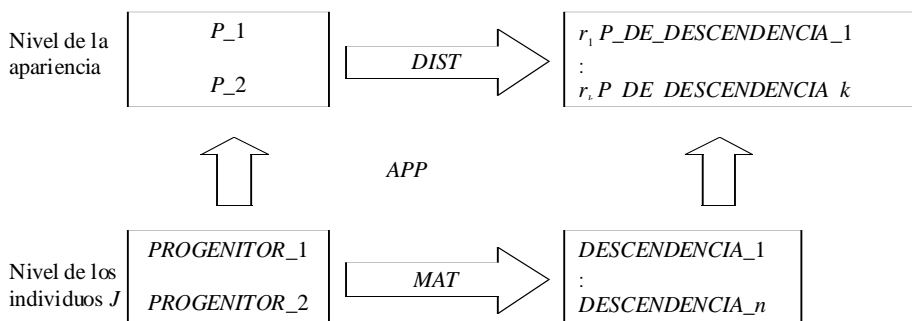 Nivel de la apariencia
P_1
P_2
DIST
r₁ P_DE_DESCENDENCIA_1
:
rₖ P DE DESCENDENCIA k
APP
Nivel de los individuos J
PROGENITOR_1
PROGENITOR_2
MAT
DESCENDENCIA_1
:
DESCENDENCIA_n